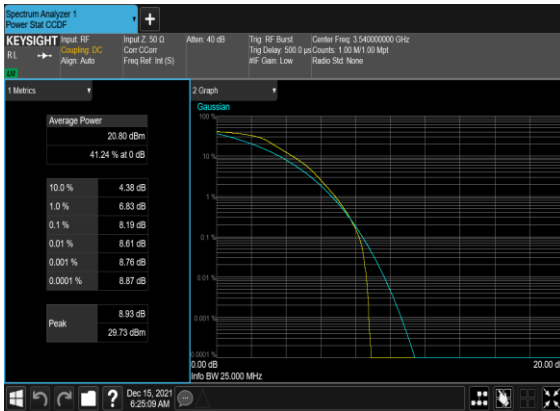 Spectrum Analyzer 1
Power Stat CCDF
KEYSIGHT
RL
LXI
Input: RF
Coupling: DC
Align: Auto
Input Z: 50 Ω
Corr CCorr
Freq Ref: Int (S)
Atten: 40 dB
Trig: RF Burst
Trig Delay: 500.0 µs
#IF Gain: Low
Center Freq: 3.540000000 GHz
Counts: 1.00 M/1.00 Mpt
Radio Std: None
1 Metrics
Average Power
20.80 dBm
41.24 % at 0 dB
10.0 % 4.38 dB
1.0 % 6.83 dB
0.1 % 8.19 dB
0.01 % 8.61 dB
0.001 % 8.76 dB
0.0001 % 8.87 dB
Peak
8.93 dB
29.73 dBm
2 Graph
Gaussian
100 %
10 %
1 %
0.1 %
0.01 %
0.001 %
0.0001 %
0.00 dB
20.00 d
Info BW 25.000 MHz
?
Dec 15, 2021
6:25:09 AM